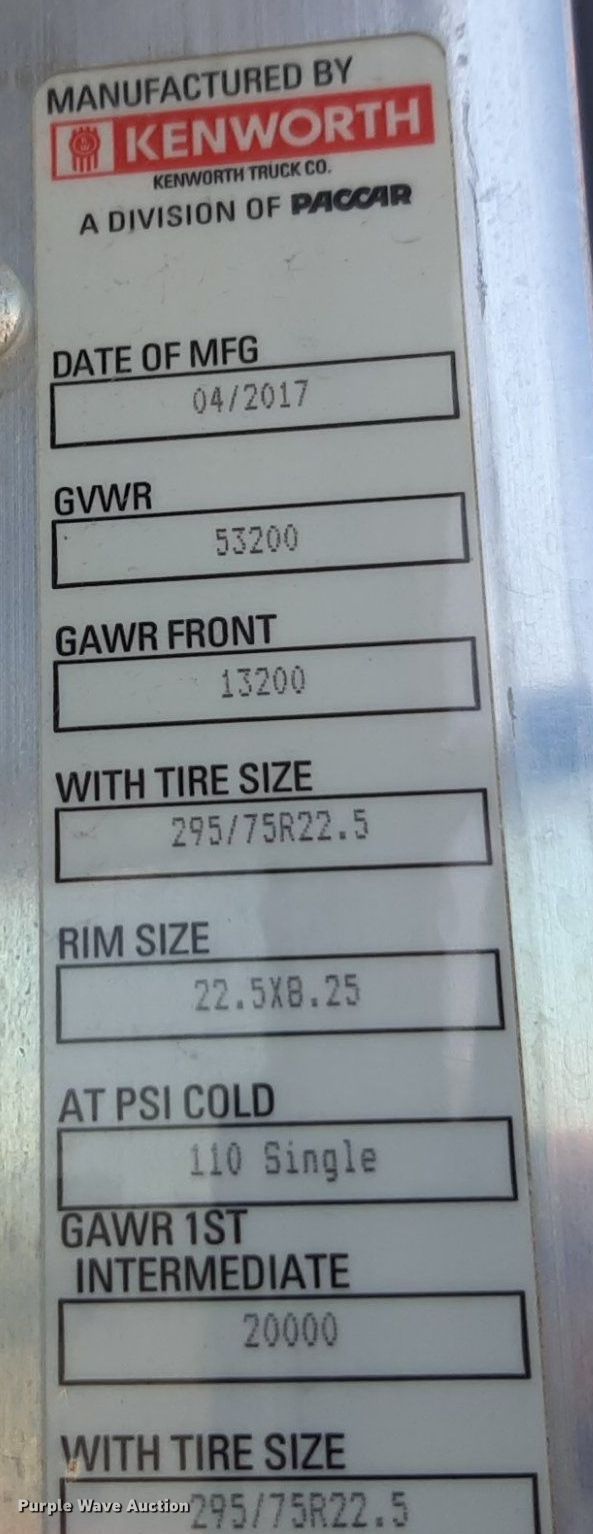 MANUFACTURED BY
KENWORTH
KENWORTH TRUCK CO.
A DIVISION OF PACCAR
DATE OF MFG
04/2017
GVWR
53200
GAWR FRONT
13200
WITH TIRE SIZE
295/75R22.5
RIM SIZE
22.5X8.25
AT PSI COLD
110 Single
GAWR 1ST
INTERMEDIATE
20000
WITH TIRE SIZE
295/75R22.5
Purple Wave Auction